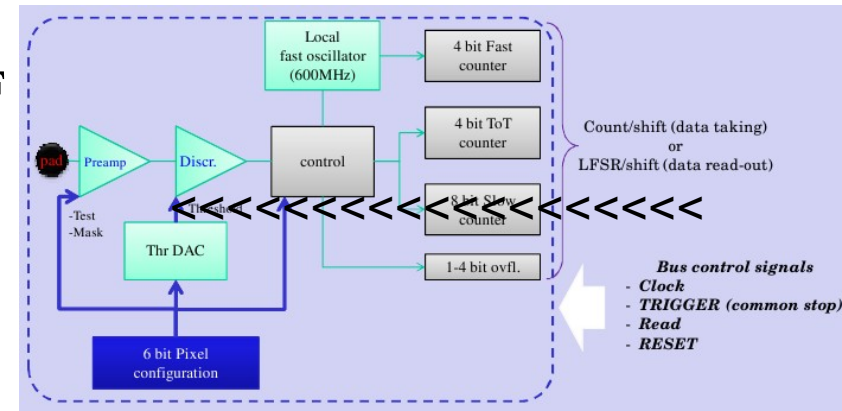 Local
fast oscillator
(600MHz)
4 bit Fast
counter
4 bit ToT
counter
Count/shift (data taking)
or
LFSR/shift (data read-out)
pad
Preamp
Discr.
control
8 bit Slow
counter
-Test
-Mask
Threshold
<<<<<<<<<<<<<<<<<<<
Thr DAC
1-4 bit ovfl.
Bus control signals
- Clock
- TRIGGER (common stop)
- Read
- RESET
6 bit Pixel
configuration